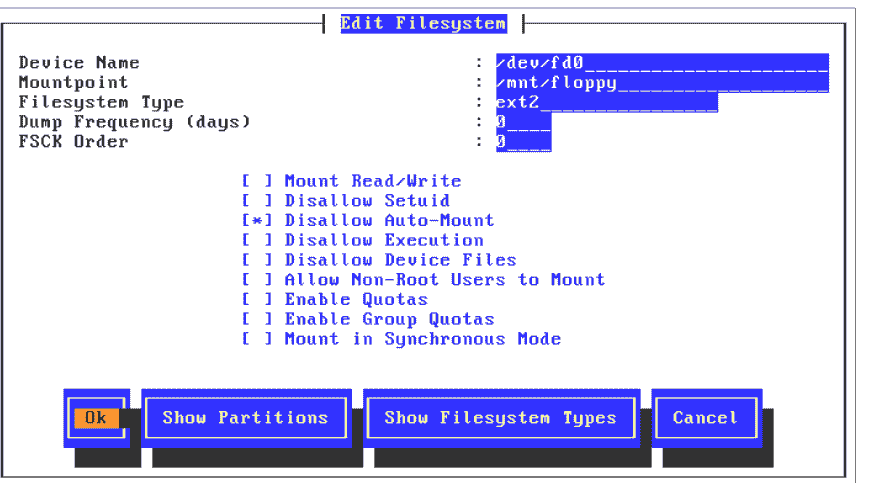 Edit Filesystem
Device Name : /dev/fd0
Mountpoint : /mnt/floppy
Filesystem Type : ext2
Dump Frequency (days) : 0
FSCK Order : 0
[ ] Mount Read/Write
[ ] Disallow Setuid
[*] Disallow Auto-Mount
[ ] Disallow Execution
[ ] Disallow Device Files
[ ] Allow Non-Root Users to Mount
[ ] Enable Quotas
[ ] Enable Group Quotas
[ ] Mount in Synchronous Mode
Ok Show Partitions Show Filesystem Types Cancel